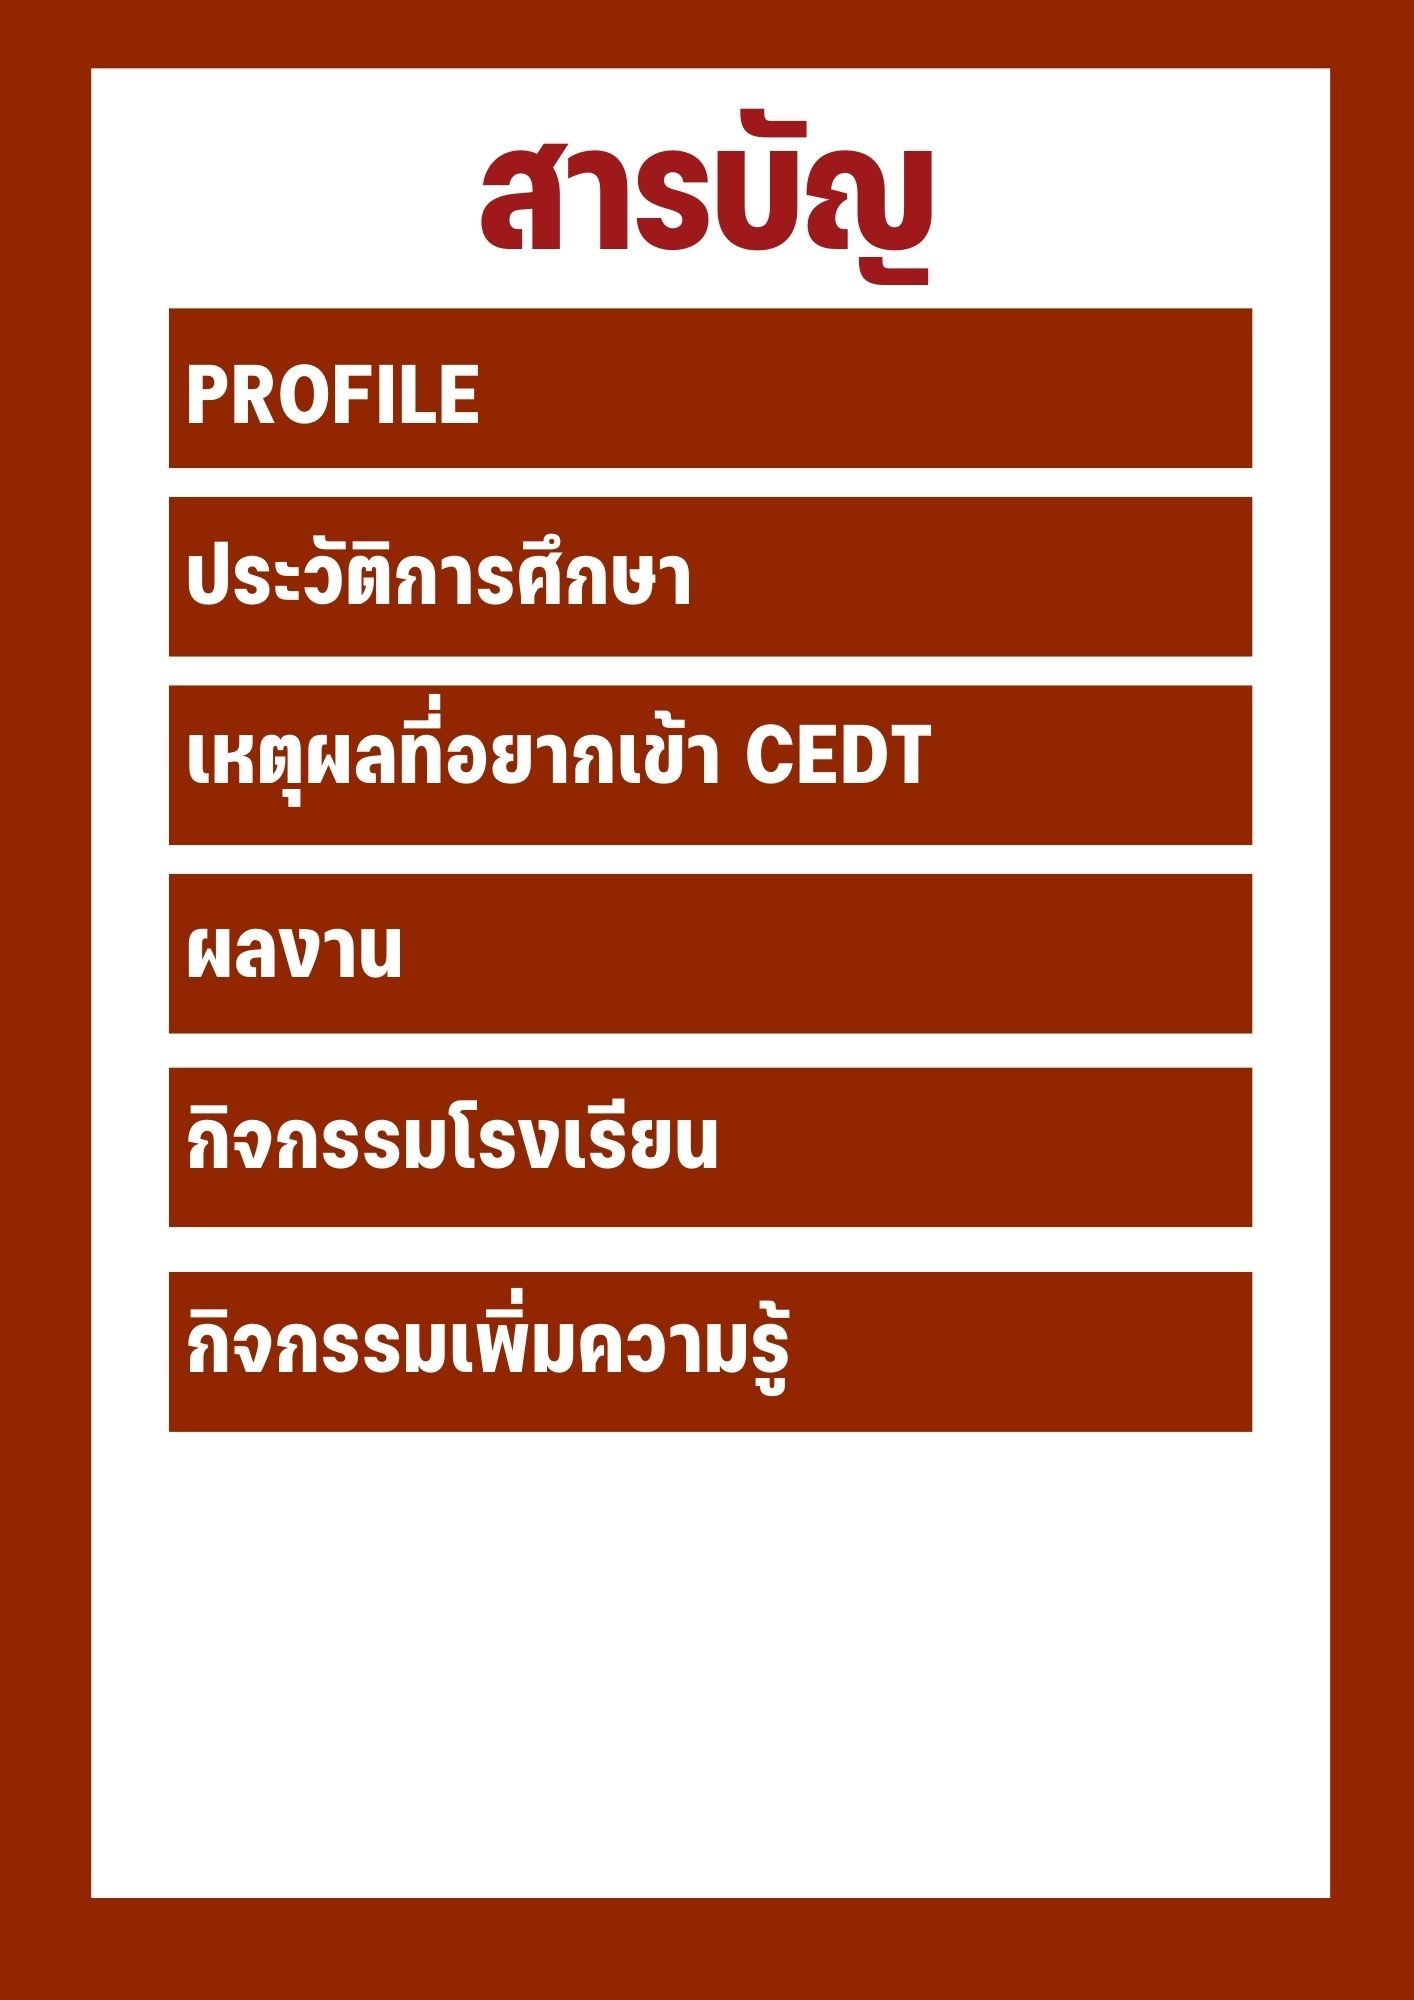 สารบัญ
PROFILE
ประวัติการศึกษา
เหตุผลที่อยากเข้า CEDT
ผลงาน
กิจกรรมโรงเรียน
กิจกรรมเพิ่มความรู้